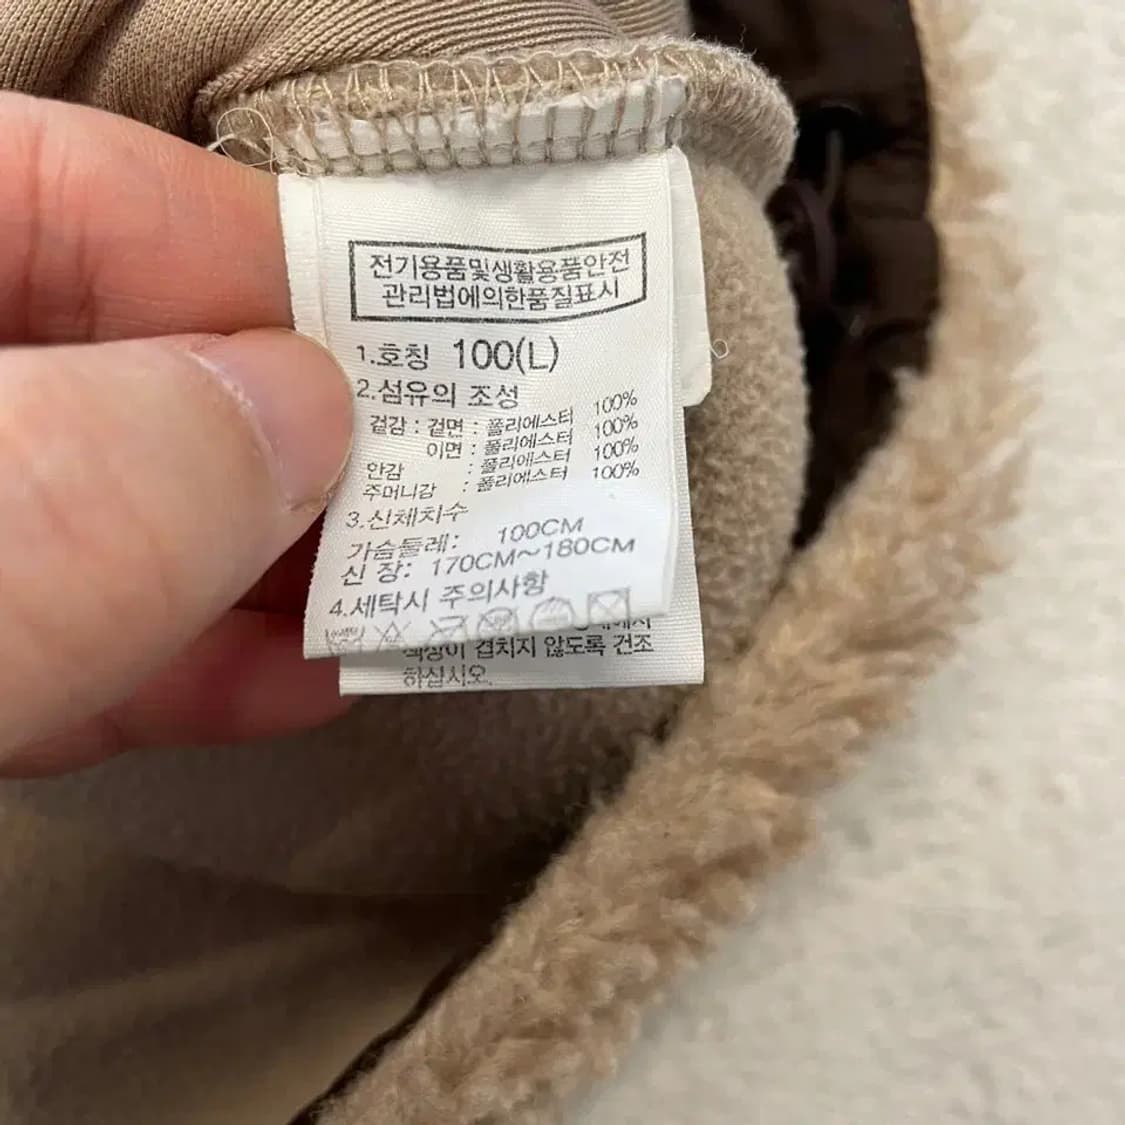 전기용품및생활용품안전
관리법에의한품질표시
1.호칭 100(L)
2.섬유의 조성
겉감 : 겉면 : 폴리에스터 100%
이면 : 폴리에스터 100%
안감 : 폴리에스터 100%
주머니감 : 폴리에스터 100%
3.신체치수
가슴둘레: 100CM
신 장: 170CM~180CM
4.세탁시 주의사항
색상이 겹치지 않도록 건조
하십시오.